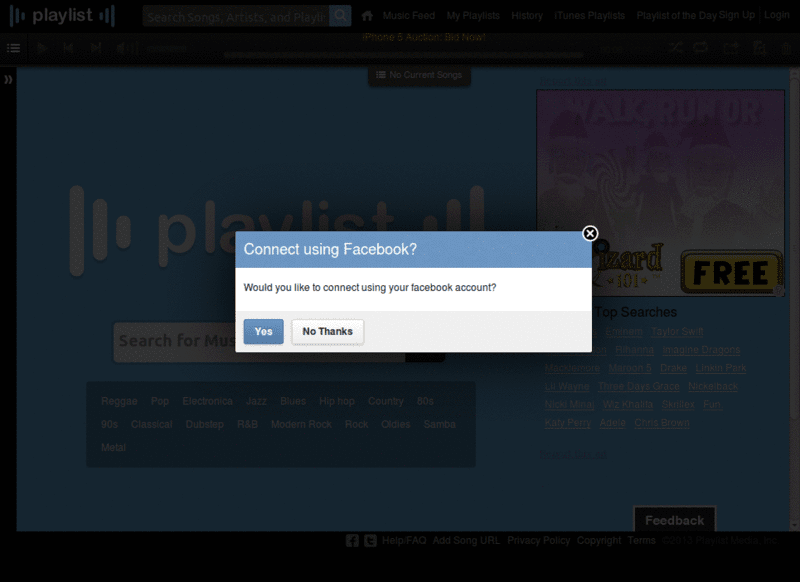 playlist
Search Songs, Artists, and Playli
Music Feed My Playlists History iTunes Playlists Playlist of the Day Sign Up Login
iPhone 5 Auction: Bid Now!
No Current Songs
WALK, RUN OR
playlist
Connect using Facebook?
Would you like to connect using your facebook account?
Yes No Thanks
izard
101
FREE
Search for Mus
Top Searches
Eminem Taylor Swift
Rihanna Imagine Dragons
Macklemore Maroon 5 Drake Linkin Park
Lil Wayne Three Days Grace Nickelback
Nicki Minaj Wiz Khalifa Skrillex Fun.
Katy Perry Adele Chris Brown
Reggae Pop Electronica Jazz Blues Hip hop Country 60s
90s Classical Dubstep R&B Modern Rock Rock Oldies Samba
Metal
Feedback
Help/FAQ Add Song URL Privacy Policy Copyright Terms ©2013 Playlist Media, Inc.